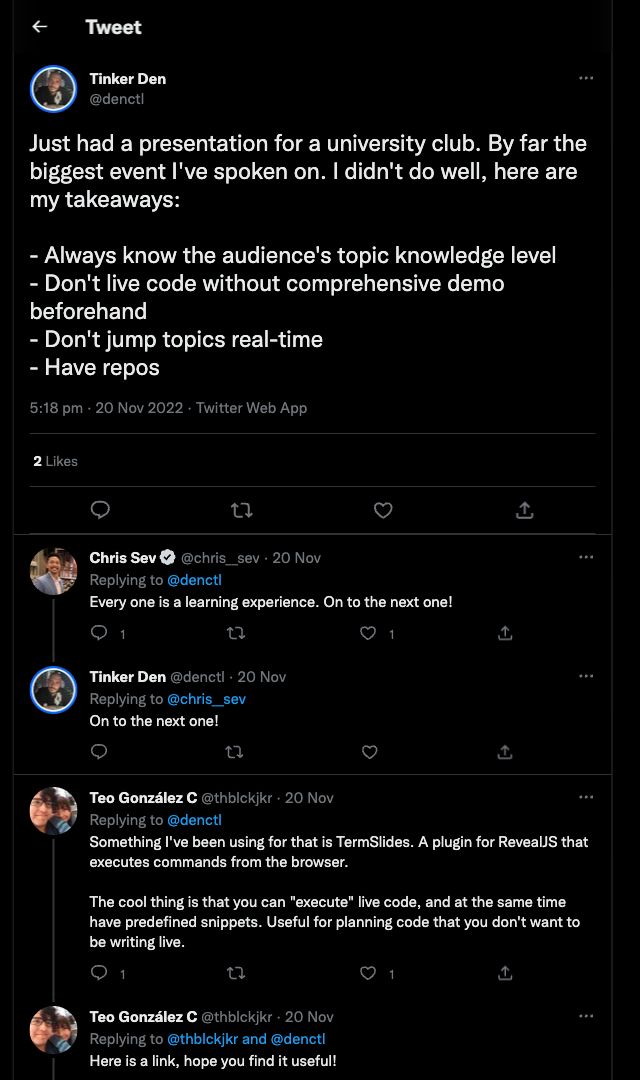 Tweet
Tinker Den
@denctl
Just had a presentation for a university club. By far the
biggest event I've spoken on. I didn't do well, here are
my takeaways:
- Always know the audience's topic knowledge level
- Don't live code without comprehensive demo
beforehand
- Don't jump topics real-time
- Have repos
5:18 pm · 20 Nov 2022 · Twitter Web App
2 Likes
Chris Sev @chris__sev · 20 Nov
Replying to @denctl
Every one is a learning experience. On to the next one!
1 1
Tinker Den @denctl · 20 Nov
Replying to @chris__sev
On to the next one!
Teo González C @thblckjkr · 20 Nov
Replying to @denctl
Something I've been using for that is TermSlides. A plugin for RevealJS that
executes commands from the browser.
The cool thing is that you can "execute" live code, and at the same time
have predefined snippets. Useful for planning code that you don't want to
be writing live.
1 1
Teo González C @thblckjkr · 20 Nov
Replying to @thblckjkr and @denctl
Here is a link, hope you find it useful!